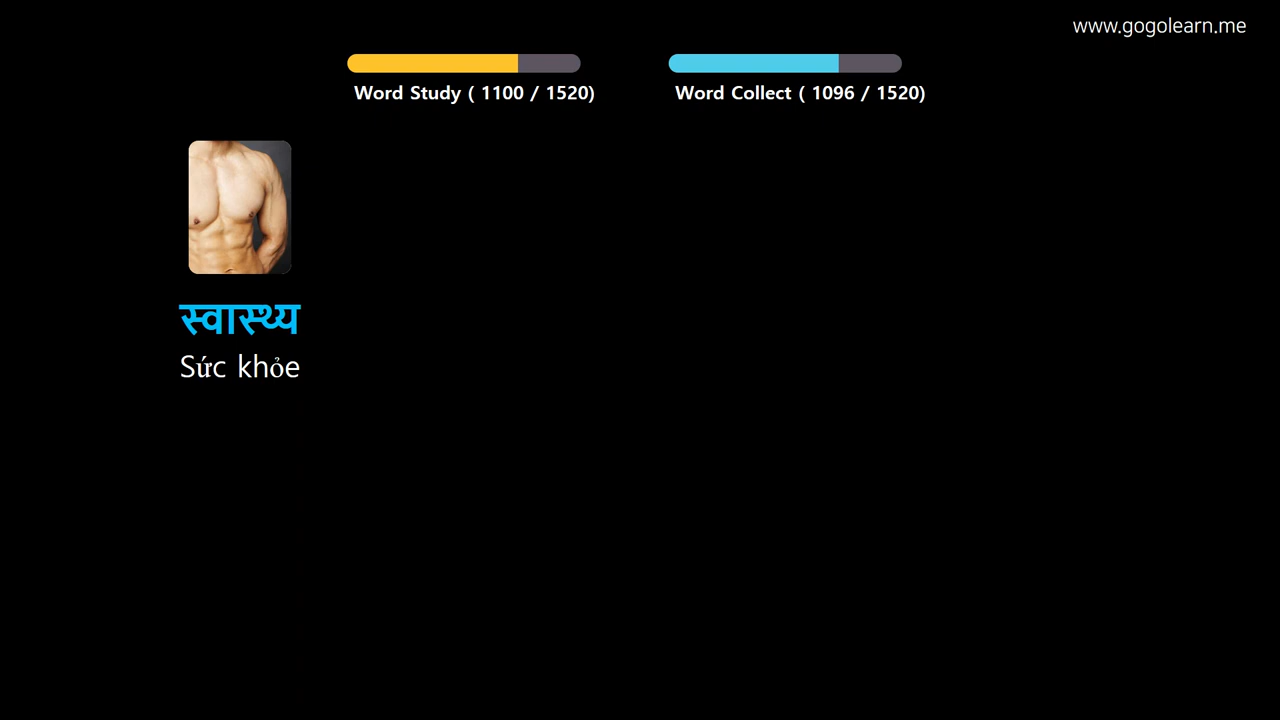 www.gogolearn.me
Word Study ( 1100 / 1520)
Word Collect ( 1096 / 1520)
स्वास्थ्य
Sức khỏe